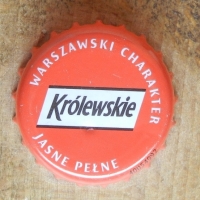 WARSZAWSKI CHARAKTER
Królewskie
JASNE PEŁNE